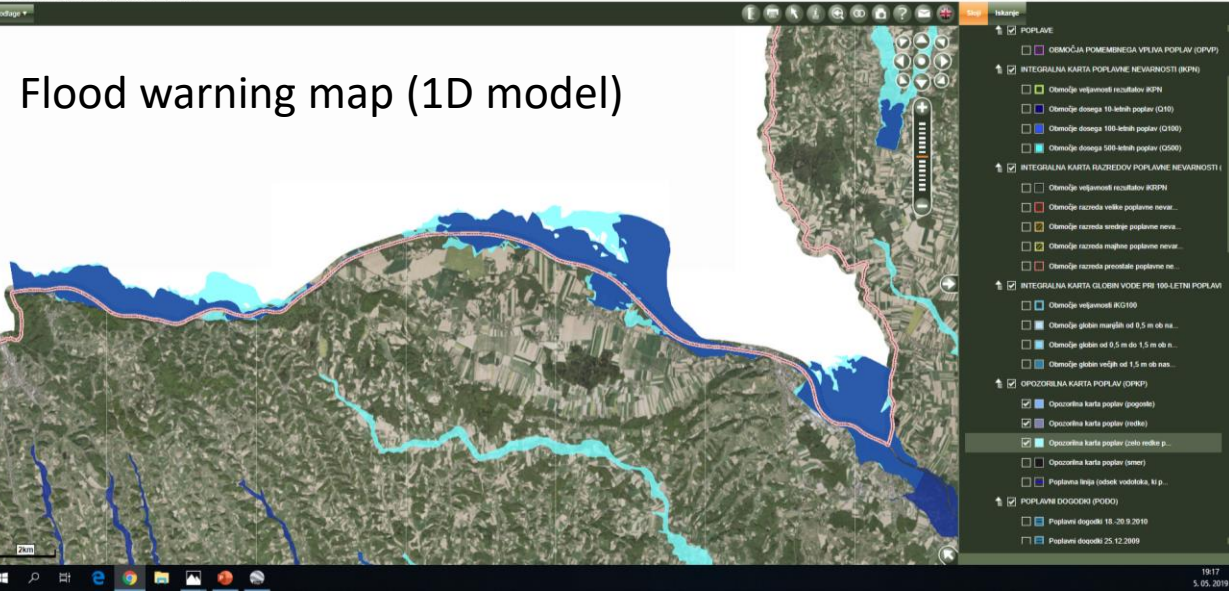 edlage ▾
Sloji
Iskanje
Flood warning map (1D model)
POPLAVE
OBMOČJA POMEMBNEGA VPLIVA POPLAV (OPVP)
INTEGRALNA KARTA POPLAVNE NEVARNOSTI (IKPN)
Območje veljavnosti rezultatov iKPN
Območje dosega 10-letnih poplav (Q10)
Območje dosega 100-letnih poplav (Q100)
Območje dosega 500-letnih poplav (Q500)
INTEGRALNA KARTA RAZREDOV POPLAVNE NEVARNOSTI (
Območje veljavnosti rezultatov iKRPN
Območje razreda velike poplavne nevar...
Območje razreda srednje poplavne neva...
Območje razreda majhne poplavne nevar...
Območje razreda preostale poplavne ne...
INTEGRALNA KARTA GLOBIN VODE PRI 100-LETNI POPLAVI
Območje veljavnosti iKG100
Območje globin manjših od 0,5 m ob na...
Območje globin od 0,5 m do 1,5 m ob n...
Območje globin večjih od 1,5 m ob nas...
OPOZORILNA KARTA POPLAV (OPKP)
Opozorilna karta poplav (pogoste)
Opozorilna karta poplav (redke)
Opozorilna karta poplav (zelo redke p...
Opozorilna karta poplav (smer)
Poplavna linija (odsek vodotoka, ki p...
POPLAVNI DOGODKI (PODO)
Poplavni dogodki 18.-20.9.2010
Poplavni dogodki 25.12.2009
2km
19:17
5. 05. 2019